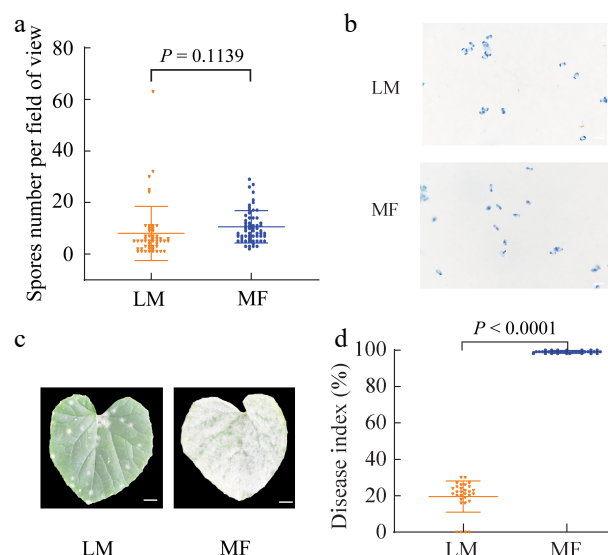 a
Spores number per field of view
80
60
40
20
0
P = 0.1139
LM
MF
b
LM
MF
c
LM
MF
d
Disease index (%)
100
80
60
40
20
0
P < 0.0001
LM
MF